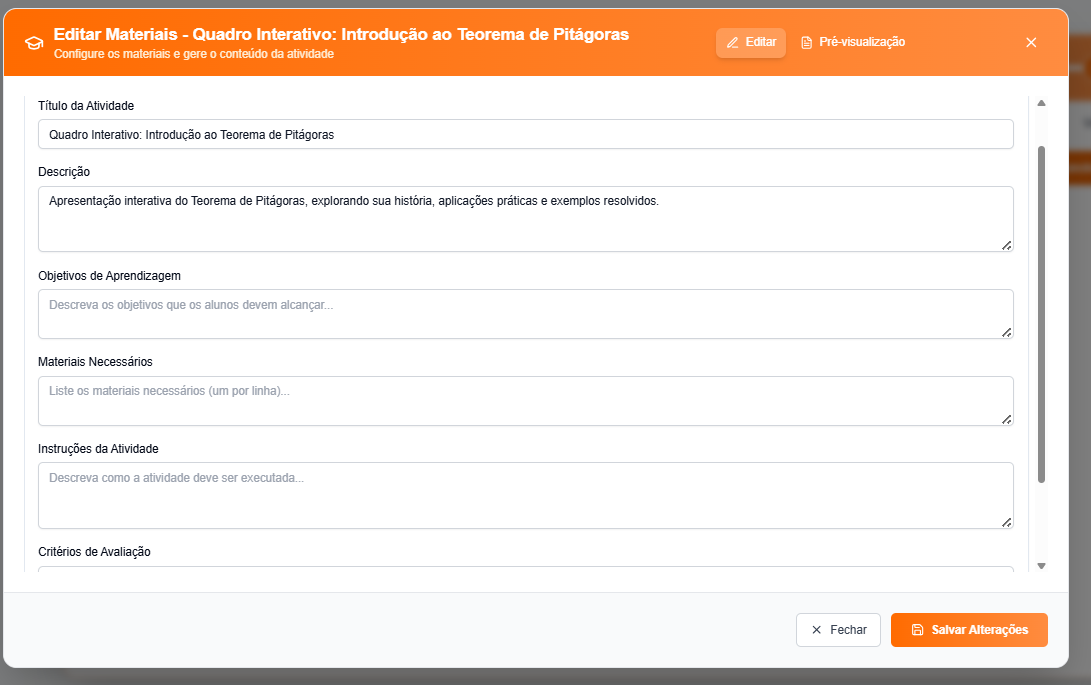 Editar Materiais - Quadro Interativo: Introdução ao Teorema de Pitágoras
Configure os materiais e gere o conteúdo da atividade
Editar
Pré-visualização
Título da Atividade
Quadro Interativo: Introdução ao Teorema de Pitágoras
Descrição
Apresentação interativa do Teorema de Pitágoras, explorando sua história, aplicações práticas e exemplos resolvidos.
Objetivos de Aprendizagem
Descreva os objetivos que os alunos devem alcançar...
Materiais Necessários
Liste os materiais necessários (um por linha)...
Instruções da Atividade
Descreva como a atividade deve ser executada...
Critérios de Avaliação
Fechar
Salvar Alterações